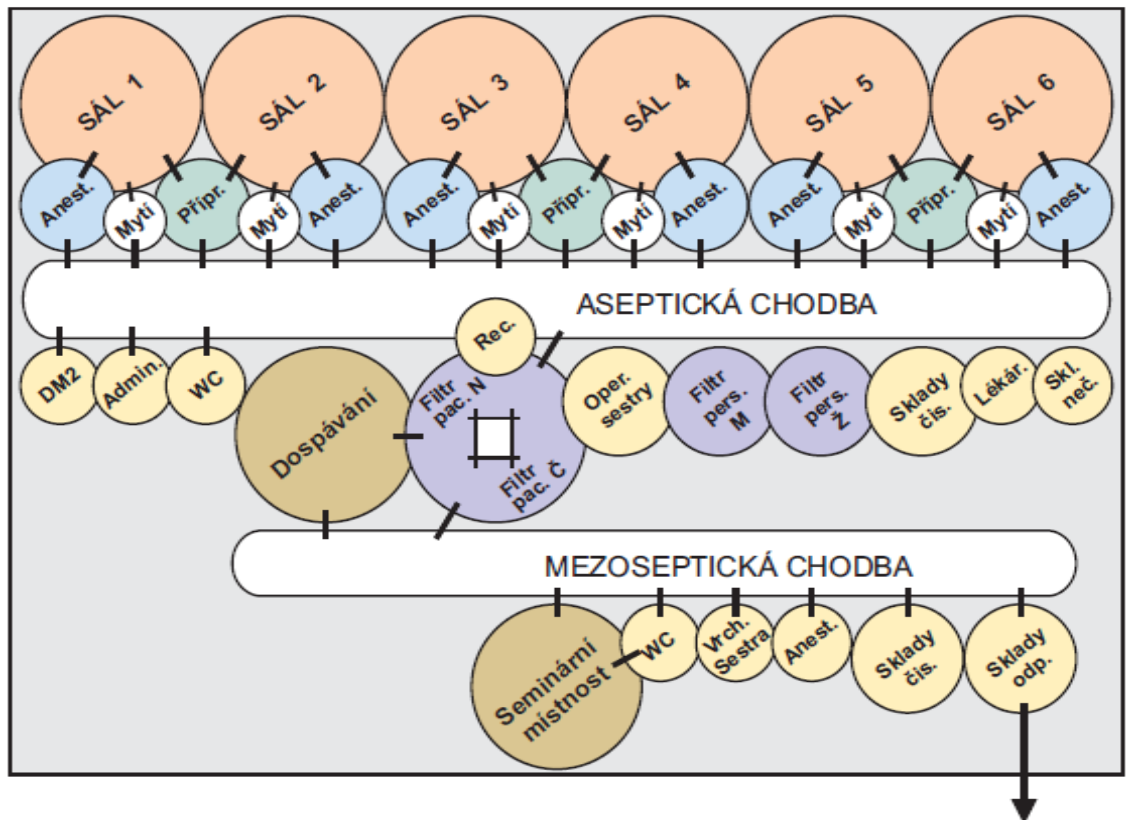 SÁL 1
SÁL 2
SÁL 3
SÁL 4
SÁL 5
SÁL 6
Anest.
Mytí
Přípr.
Mytí
Anest.
Anest.
Mytí
Přípr.
Mytí
Anest.
Anest.
Mytí
Přípr.
Mytí
Anest.
ASEPTICKÁ CHODBA
DM2
Admin.
WC
Dospávání
Rec.
Filtr
pac. N
Filtr
pac. Č
Oper.
sestry
Filtr
pers.
M
Filtr
pers.
Ž
Sklady
čis.
Lékár.
Skl.
neč.
MEZOSEPTICKÁ CHODBA
Seminární
místnost
WC
Vrch.
Sestra
Anest.
Sklady
čis.
Sklady
odp.